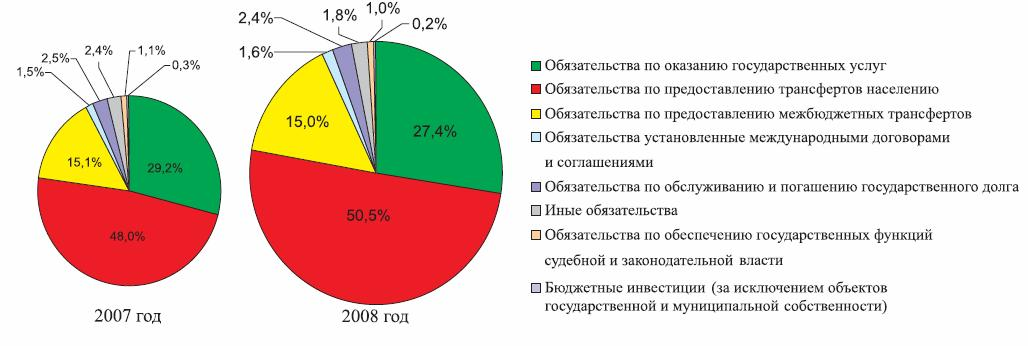 2,4%
1,8%
1,0%
0,2%
1,6%
15,0%
27,4%
50,5%
2008 год
2,4%
1,1%
2,5%
0,3%
1,5%
15,1%
29,2%
48,0%
2007 год
Обязательства по оказанию государственных услуг
Обязательства по предоставлению трансфертов населению
Обязательства по предоставлению межбюджетных трансфертов
Обязательства установленные международными договорами
и соглашениями
Обязательства по обслуживанию и погашению государственного долга
Иные обязательства
Обязательства по обеспечению государственных функций
судебной и законодательной власти
Бюджетные инвестиции (за исключением объектов
государственной и муниципальной собственности)